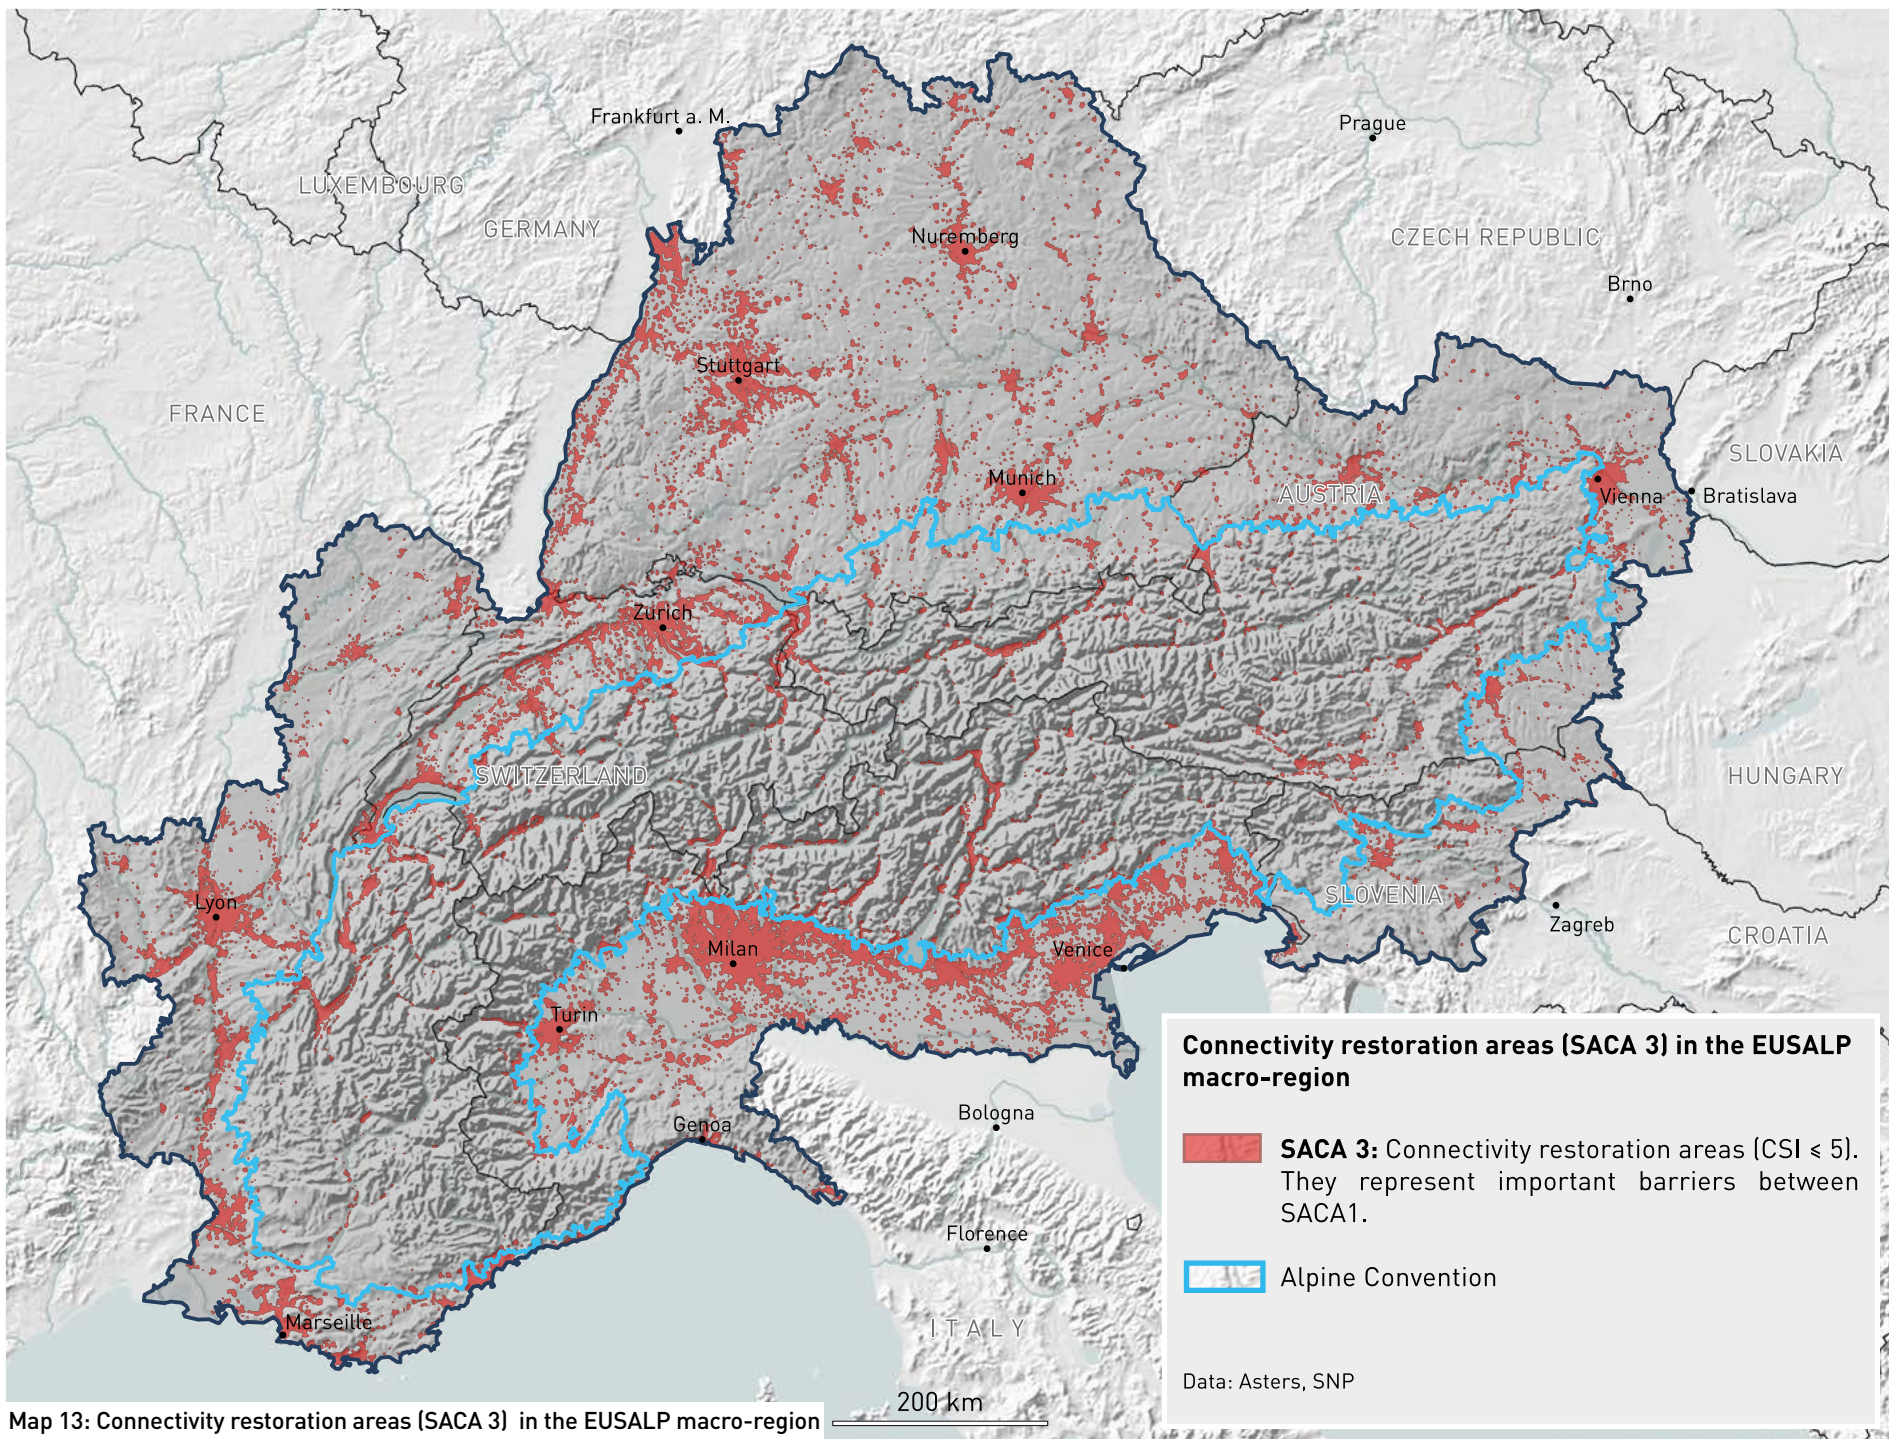 Frankfurt a. M.
Prague
LUXEMBOURG
GERMANY
Nuremberg
CZECH REPUBLIC
Brno
Stuttgart
FRANCE
SLOVAKIA
Munich
AUSTRIA
Vienna
Bratislava
Zurich
SWITZERLAND
HUNGARY
Lyon
SLOVENIA
Zagreb
CROATIA
Milan
Venice
Turin
Genoa
Bologna
Florence
Marseille
ITALY
Connectivity restoration areas (SACA 3) in the EUSALP
macro-region
SACA 3: Connectivity restoration areas (CSI ⩽ 5).
They represent important barriers between
SACA1.
Alpine Convention
Data: Asters, SNP
200 km
Map 13: Connectivity restoration areas (SACA 3) in the EUSALP macro-region